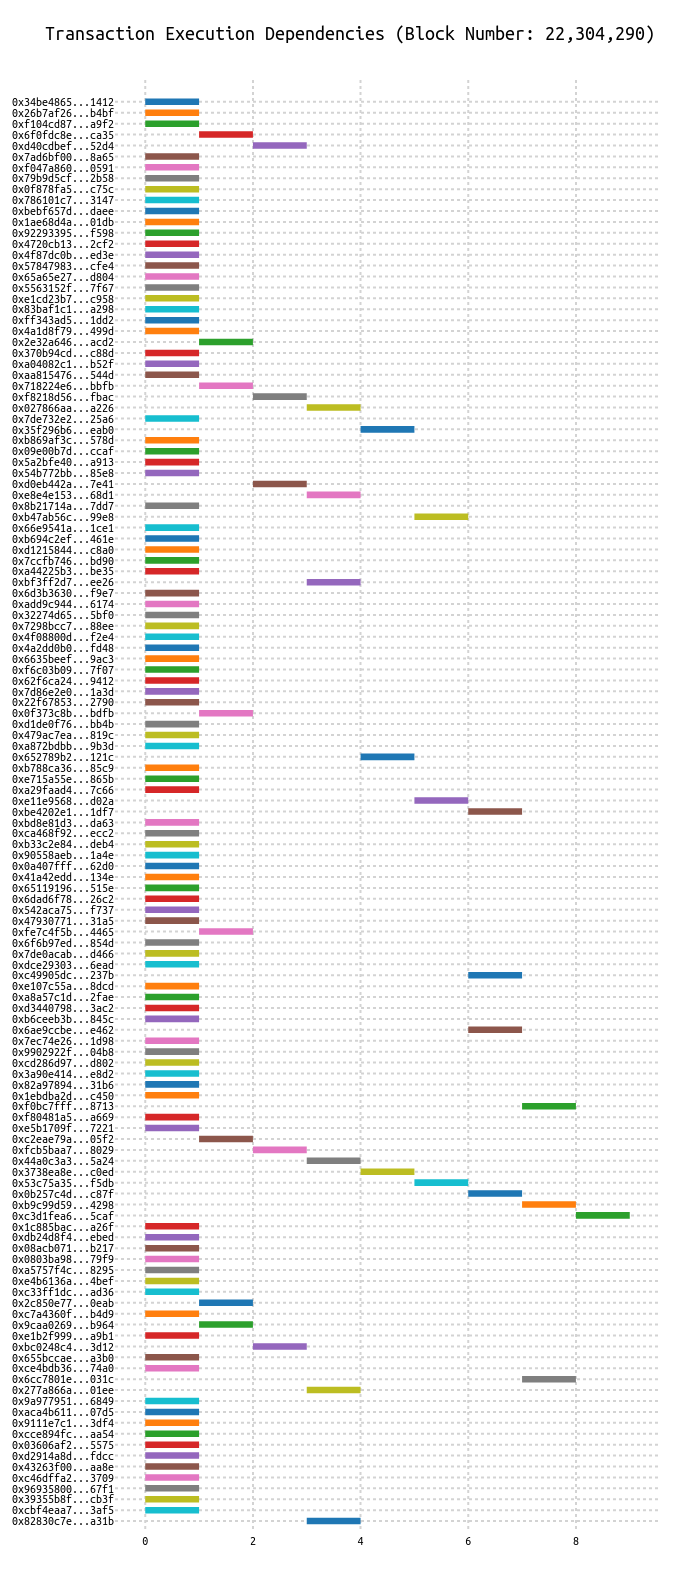 Transaction Execution Dependencies (Block Number: 22,304,290)
0x34be4865...1412
0x26b7af26...b4bf
0xf104cd87...a9f2
0x6f0fdc8e...ca35
0xd40cdbef...52d4
0x7ad6bf00...8a65
0xf047a860...0591
0x79b9d5cf...2b58
0x0f878fa5...c75c
0x786101c7...3147
0xbebf657d...daee
0x1ae68d4a...01db
0x92293395...f598
0x4720cb13...2cf2
0x4f87dc0b...ed3e
0x57847983...cfe4
0x65a65e27...d804
0x5563152f...7f67
0xe1cd23b7...c958
0x83baf1c1...a298
0xff343ad5...1dd2
0x4a1d8f79...499d
0x2e32a646...acd2
0x370b94cd...c88d
0xa04082c1...b52f
0xaa815476...544d
0x718224e6...bbfb
0xf8218d56...fbac
0x027866aa...a226
0x7de732e2...25a6
0x35f296b6...eab0
0xb869af3c...578d
0x09e00b7d...ccaf
0x5a2bfe40...a913
0x54b772bb...85e8
0xd0eb442a...7e41
0xe8e4e153...68d1
0x8b21714a...7dd7
0xb47ab56c...99e8
0x66e9541a...1ce1
0xb694c2ef...461e
0xd1215844...c8a0
0x7ccfb746...bd90
0xa44225b3...be35
0xbf3ff2d7...ee26
0x6d3b3630...f9e7
0xadd9c944...6174
0x32274d65...5bf0
0x7298bcc7...88ee
0x4f08800d...f2e4
0x4a2dd0b0...fd48
0x6635beef...9ac3
0xf6c03b09...7f07
0x62f6ca24...9412
0x7d86e2e0...1a3d
0x22f67853...2790
0x0f373c8b...bdfb
0xd1de0f76...bb4b
0x479ac7ea...819c
0xa872bdbb...9b3d
0x652789b2...121c
0xb788ca36...85c9
0xe715a55e...865b
0xa29faad4...7c66
0xe11e9568...d02a
0xbe4202e1...1df7
0xbd8e81d3...da63
0xca468f92...ecc2
0xb33c2e84...deb4
0x90558aeb...1a4e
0x0a407fff...62d0
0x41a42edd...134e
0x65119196...515e
0x6dad6f78...26c2
0x542aca75...f737
0x47930771...31a5
0xfe7c4f5b...4465
0x6f6b97ed...854d
0x7de0acab...d466
0xdce29303...6ead
0xc49905dc...237b
0xe107c55a...8dcd
0xa8a57c1d...2fae
0xd3440798...3ac2
0xb6ceeb3b...845c
0x6ae9ccbe...e462
0x7ec74e26...1d98
0x9902922f...04b8
0xcd286d97...d802
0x3a90e414...e8d2
0x82a97894...31b6
0x1ebdba2d...c450
0xf0bc7fff...8713
0xf80481a5...a669
0xe5b1709f...7221
0xc2eae79a...05f2
0xfcb5baa7...8029
0x44a0c3a3...5a24
0x3738ea8e...c0ed
0x53c75a35...f5db
0x0b257c4d...c87f
0xb9c99d59...4298
0xc3d1fea6...5caf
0x1c885bac...a26f
0xdb24d8f4...ebed
0x08acb071...b217
0x0803ba98...79f9
0xa5757f4c...8295
0xe4b6136a...4bef
0xc33ff1dc...ad36
0x2c850e77...0eab
0xc7a4360f...b4d9
0x9caa0269...b964
0xe1b2f999...a9b1
0xbc0248c4...3d12
0x655bccae...a3b0
0xce4bdb36...74a0
0x6cc7801e...031c
0x277a866a...01ee
0x9a977951...6849
0xaca4b611...07d5
0x9111e7c1...3df4
0xcce894fc...aa54
0x03606af2...5575
0xd2914a8d...fdcc
0x43263f00...aa8e
0xc46dffa2...3709
0x96935800...67f1
0x39355b8f...cb3f
0xcbf4eaa7...3af5
0x82830c7e...a31b
0 2 4 6 8